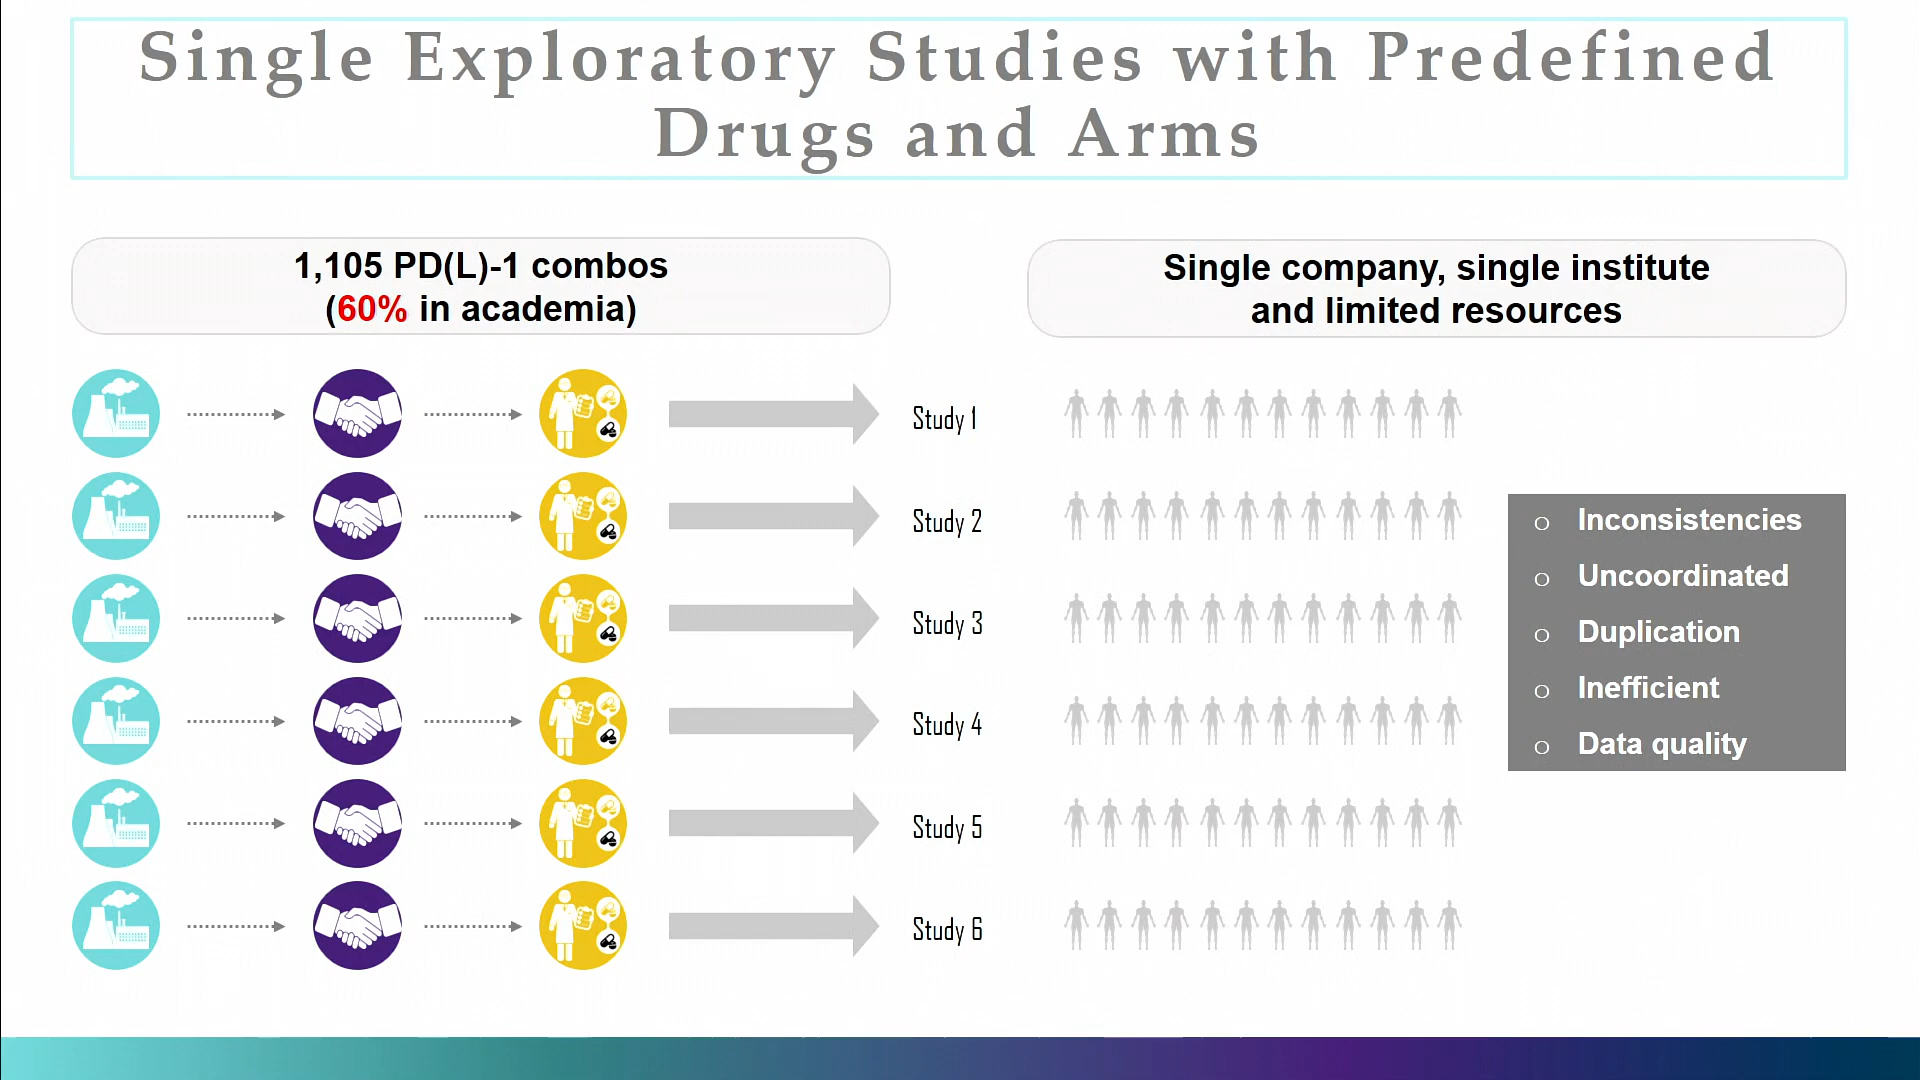 Single Exploratory Studies with Predefined
Drugs and Arms
1,105 PD(L)-1 combos
(60% in academia)
Single company, single institute
and limited resources
Study 1
Study 2
Study 3
Study 4
Study 5
Study 6
o Inconsistencies
o Uncoordinated
o Duplication
o Inefficient
o Data quality